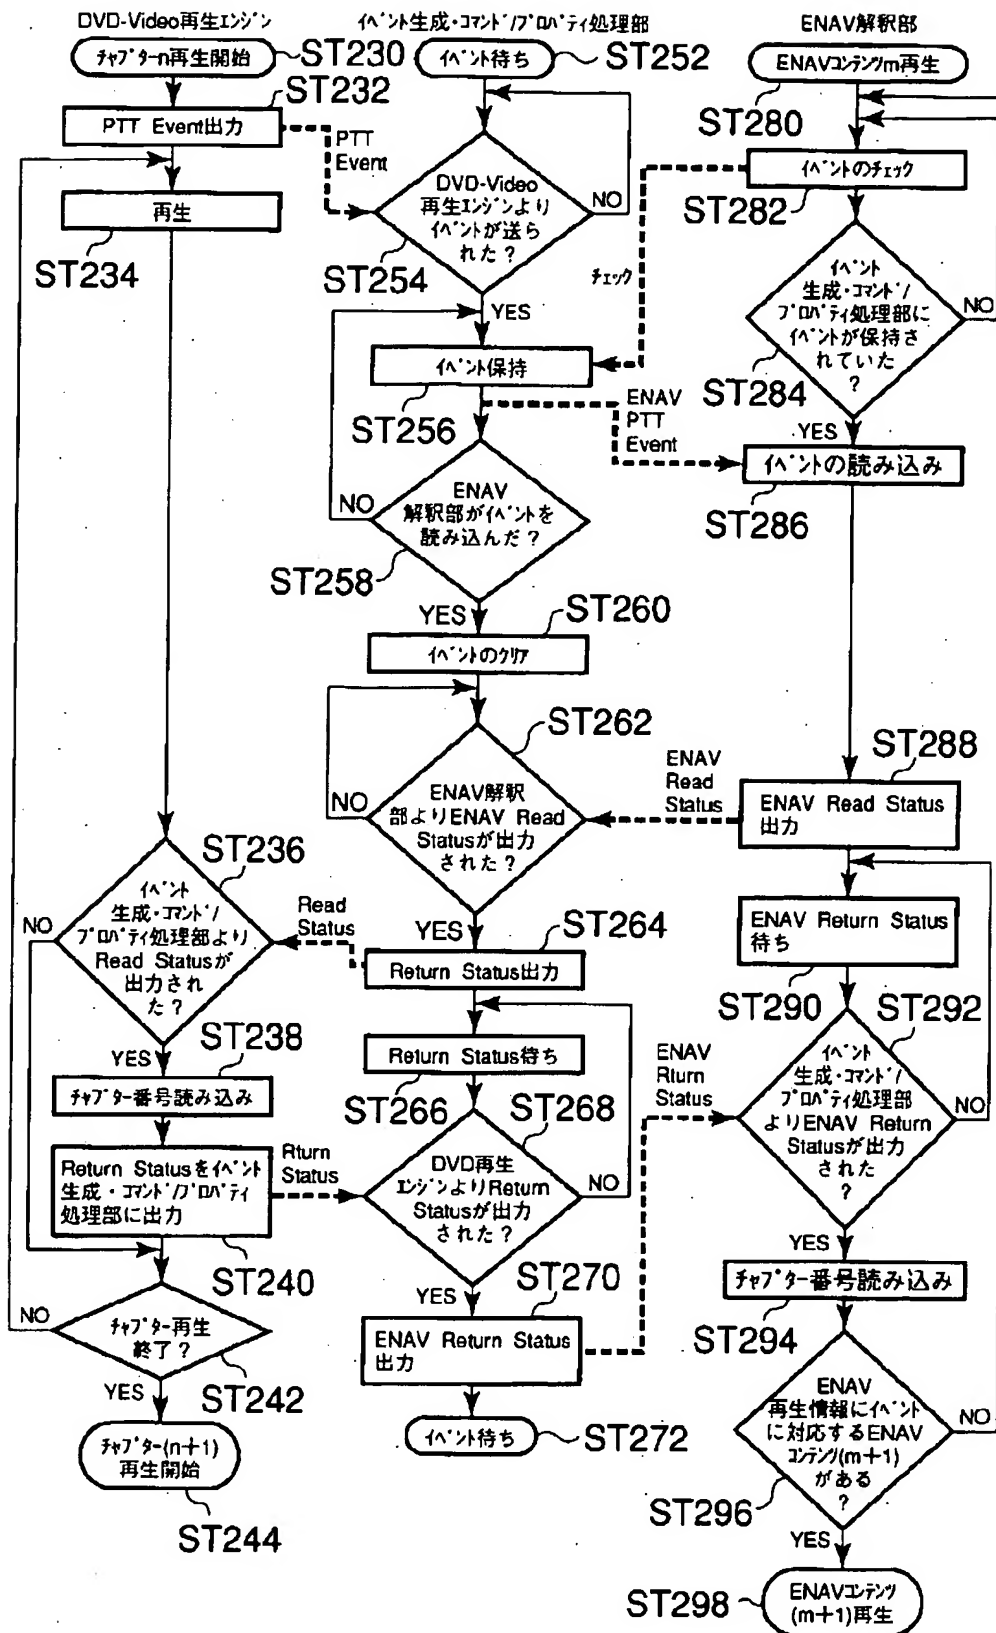 DVD-Video再生エンジン
チャプターn再生開始
ST230
ST232
PTT Event出力
PTT
Event
再生
ST234
ST236
イベント
生成・コマンド/
プロパティ処理部より
Read Statusが
出力され
た?
NO
YES
ST238
チャプター番号読み込み
Return Statusをイベント
生成・コマンド/プロパティ
処理部に出力
Rturn
Status
ST240
NO
チャプター再生
終了?
YES
ST242
チャプター(n+1)
再生開始
ST244
イベント生成・コマンド/プロパティ処理部
イベント待ち
ST252
DVD-Video
再生エンジンより
イベントが送ら
れた?
NO
ST254
YES
チェック
イベント保持
ST256
ENAV
PTT
Event
NO
ENAV
解釈部がイベントを
読み込んだ?
ST258
YES
ST260
イベントのクリア
ST262
NO
ENAV解釈
部よりENAV Read
Statusが出力
された?
ENAV
Read
Status
Read
Status
YES
ST264
Return Status出力
Return Status待ち
ST266
ST268
DVD再生
エンジンよりReturn
Statusが出力
された?
NO
YES
ST270
ENAV Return Status
出力
イベント待ち
ST272
ENAV
Rturn
Status
ENAV解釈部
ENAVコンテンツm再生
ST280
イベントのチェック
ST282
イベント
生成・コマンド/
プロパティ処理部に
イベントが保持さ
れていた
?
NO
ST284
YES
イベントの読み込み
ST286
ST288
ENAV Read Status
出力
ENAV Return Status
待ち
ST290
ST292
イベント
生成・コマンド/
プロパティ処理部
よりENAV Return
Statusが出力
された?
?
NO
YES
チャプター番号読み込み
ST294
ENAV
再生情報にイベント
に対応するENAV
コンテンツ(m+1)
がある
?
NO
ST296
YES
ST298
ENAVコンテンツ
(m+1)再生